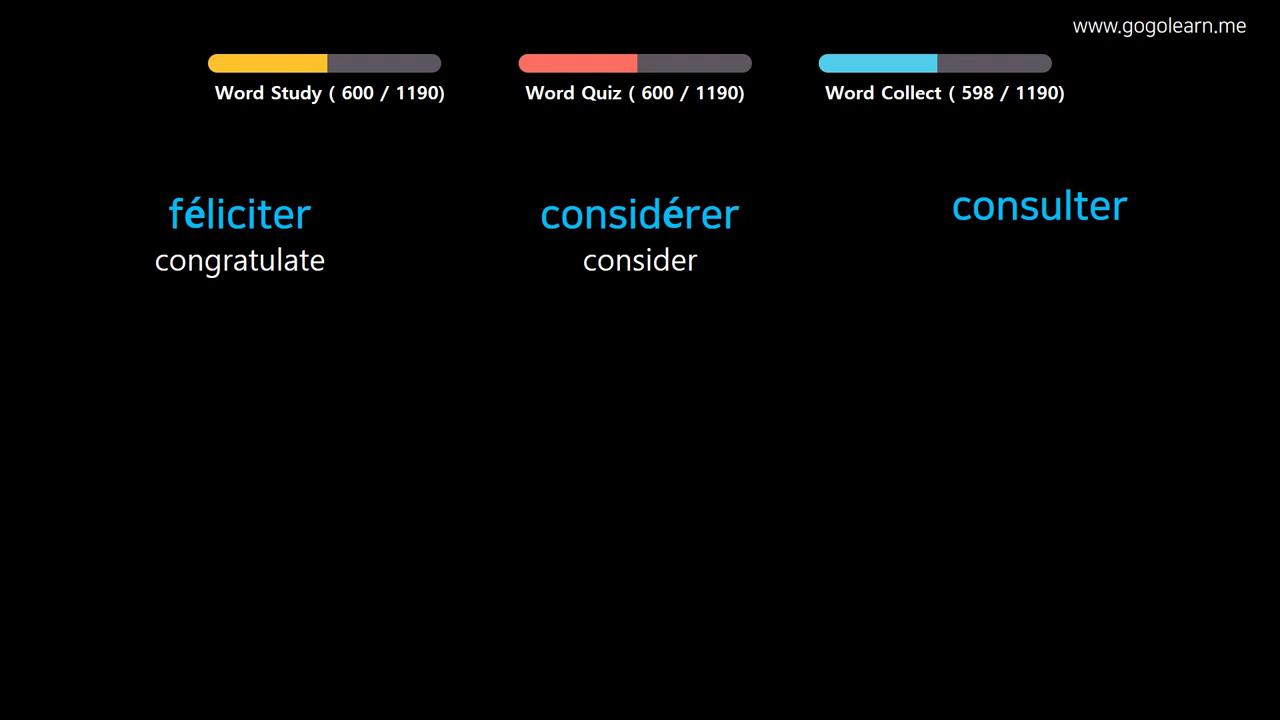 www.gogolearn.me
Word Study ( 600 / 1190)
Word Quiz ( 600 / 1190)
Word Collect ( 598 / 1190)
féliciter
congratulate
considérer
consider
consulter